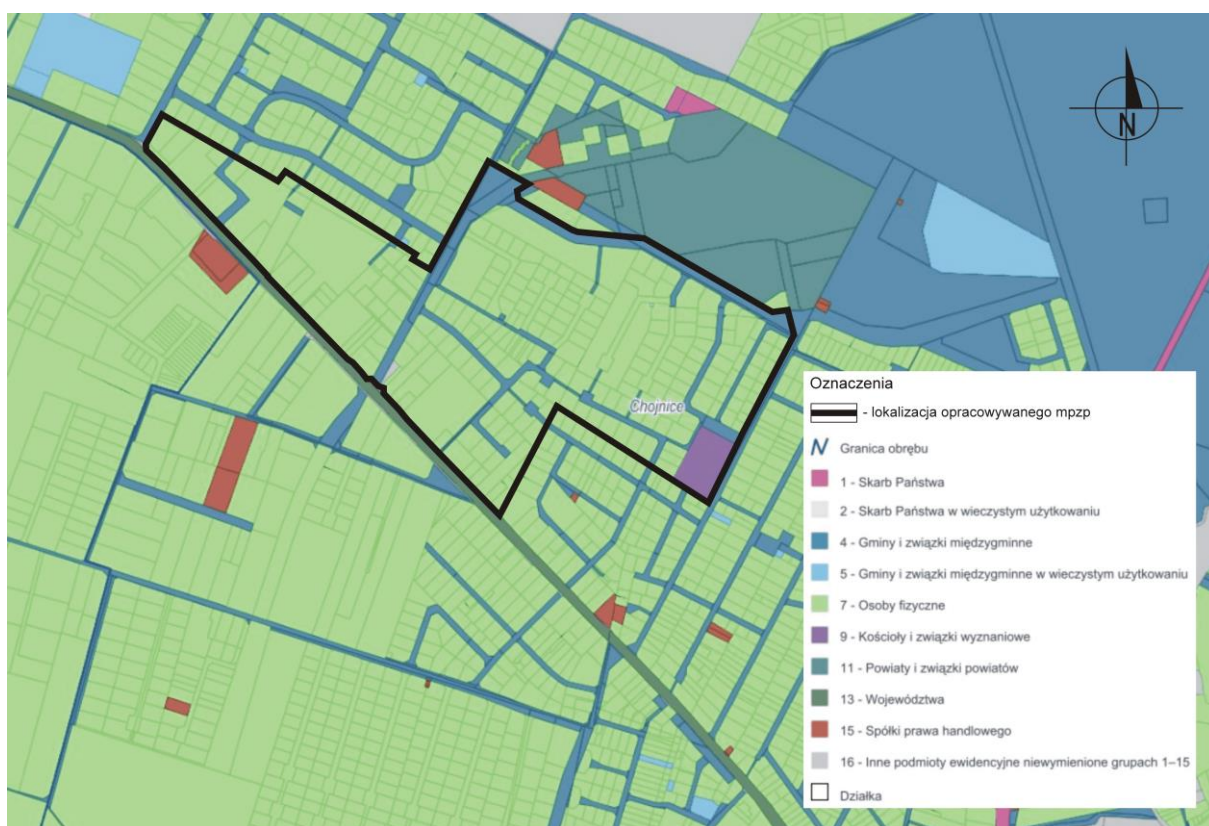 N
Chojnice
Oznaczenia
- lokalizacja opracowywanego mpzp
N Granica obrębu
1 - Skarb Państwa
2 - Skarb Państwa w wieczystym użytkowaniu
4 - Gminy i związki międzygminne
5 - Gminy i związki międzygminne w wieczystym użytkowaniu
7 - Osoby fizyczne
9 - Kościoły i związki wyznaniowe
11 - Powiaty i związki powiatów
13 - Województwa
15 - Spółki prawa handlowego
16 - Inne podmioty ewidencyjne niewymienione grupach 1–15
Działka